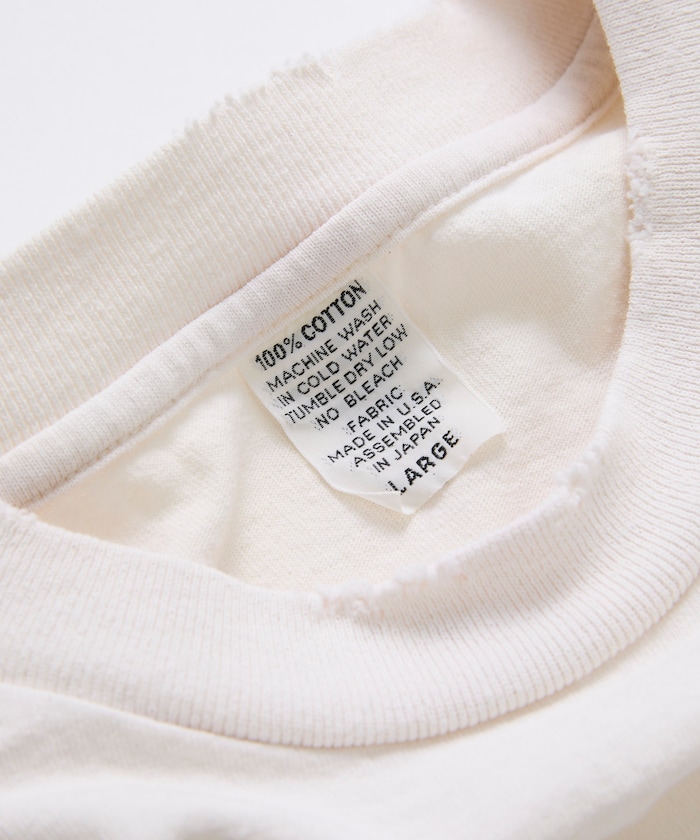 100% COTTON
MACHINE WASH
IN COLD WATER
TUMBLE DRY LOW
NO BLEACH
FABRIC
MADE IN U.S.A.
ASSEMBLED
IN JAPAN
LARGE